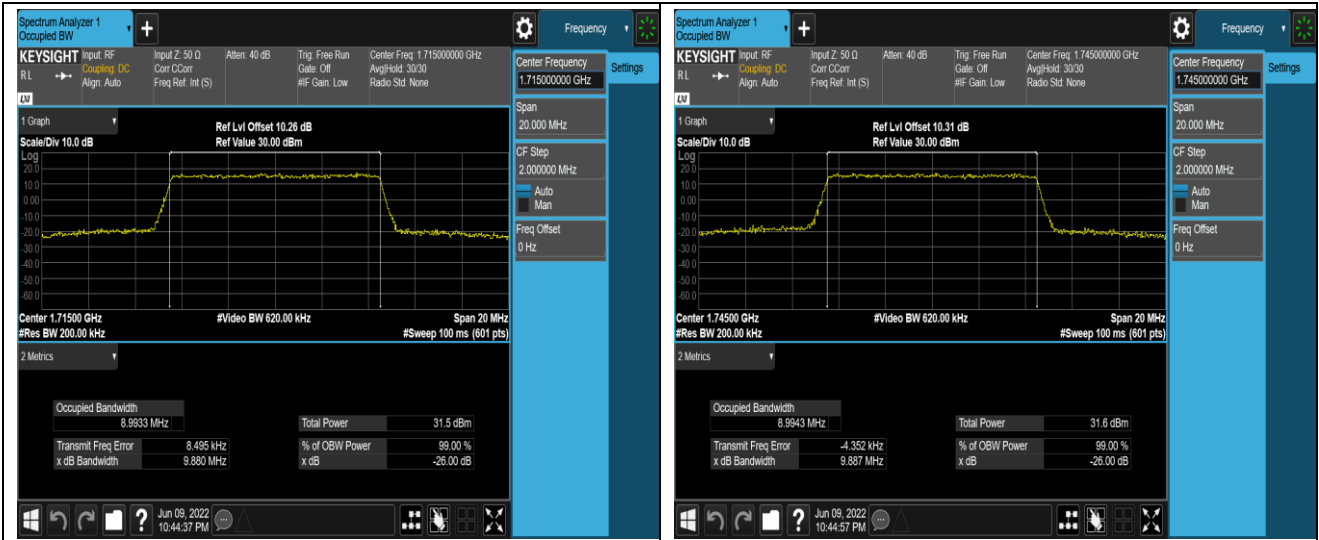 Spectrum Analyzer 1
Occupied BW
+
Frequency
KEYSIGHT
Input: RF
Input Z: 50 Ω
Atten: 40 dB
Trig: Free Run
Center Freq: 1.715000000 GHz
RL
Coupling: DC
Corr CCorr
Gate: Off
Avg|Hold: 30/30
Align: Auto
Freq Ref: Int (S)
#IF Gain: Low
Radio Std: None
LXI
Center Frequency
1.715000000 GHz
Settings
Span
20.000 MHz
CF Step
2.000000 MHz
Auto
Man
Freq Offset
0 Hz
1 Graph
Ref Lvl Offset 10.26 dB
Scale/Div 10.0 dB
Ref Value 30.00 dBm
Log
20.0
10.0
0.00
-10.0
-20.0
-30.0
-40.0
-50.0
-60.0
Center 1.71500 GHz
#Video BW 620.00 kHz
Span 20 MHz
#Res BW 200.00 kHz
#Sweep 100 ms (601 pts)
2 Metrics
Occupied Bandwidth
8.9933 MHz
Total Power 31.5 dBm
Transmit Freq Error 8.495 kHz
% of OBW Power 99.00 %
x dB Bandwidth 9.880 MHz
x dB -26.00 dB
?
Jun 09, 2022
10:44:37 PM
Spectrum Analyzer 1
Occupied BW
+
Frequency
KEYSIGHT
Input: RF
Input Z: 50 Ω
Atten: 40 dB
Trig: Free Run
Center Freq: 1.745000000 GHz
RL
Coupling: DC
Corr CCorr
Gate: Off
Avg|Hold: 30/30
Align: Auto
Freq Ref: Int (S)
#IF Gain: Low
Radio Std: None
LXI
Center Frequency
1.745000000 GHz
Settings
Span
20.000 MHz
CF Step
2.000000 MHz
Auto
Man
Freq Offset
0 Hz
1 Graph
Ref Lvl Offset 10.31 dB
Scale/Div 10.0 dB
Ref Value 30.00 dBm
Log
20.0
10.0
0.00
-10.0
-20.0
-30.0
-40.0
-50.0
-60.0
Center 1.74500 GHz
#Video BW 620.00 kHz
Span 20 MHz
#Res BW 200.00 kHz
#Sweep 100 ms (601 pts)
2 Metrics
Occupied Bandwidth
8.9943 MHz
Total Power 31.6 dBm
Transmit Freq Error -4.352 kHz
% of OBW Power 99.00 %
x dB Bandwidth 9.887 MHz
x dB -26.00 dB
?
Jun 09, 2022
10:44:57 PM